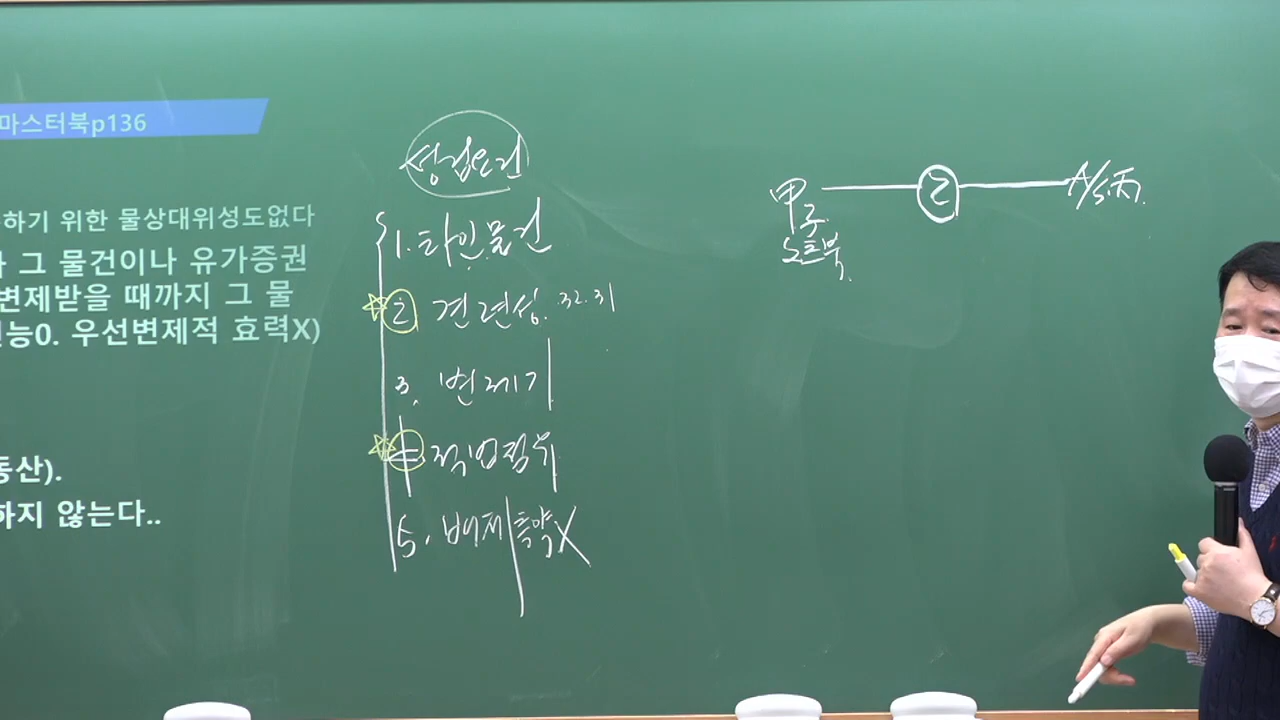 마스터북p136
하기 위한 물상대위성도없다
그 물건이나 유가증권
변제받을 때까지 그 물
능0. 우선변제적 효력X)
동산).
하지 않는다..
성립요건
1. 타인.물건
2 견련성. 32.31
3. 변제기
4 적법점유
5. 배제특약X
甲 乙 A/S.丙.
노트북.